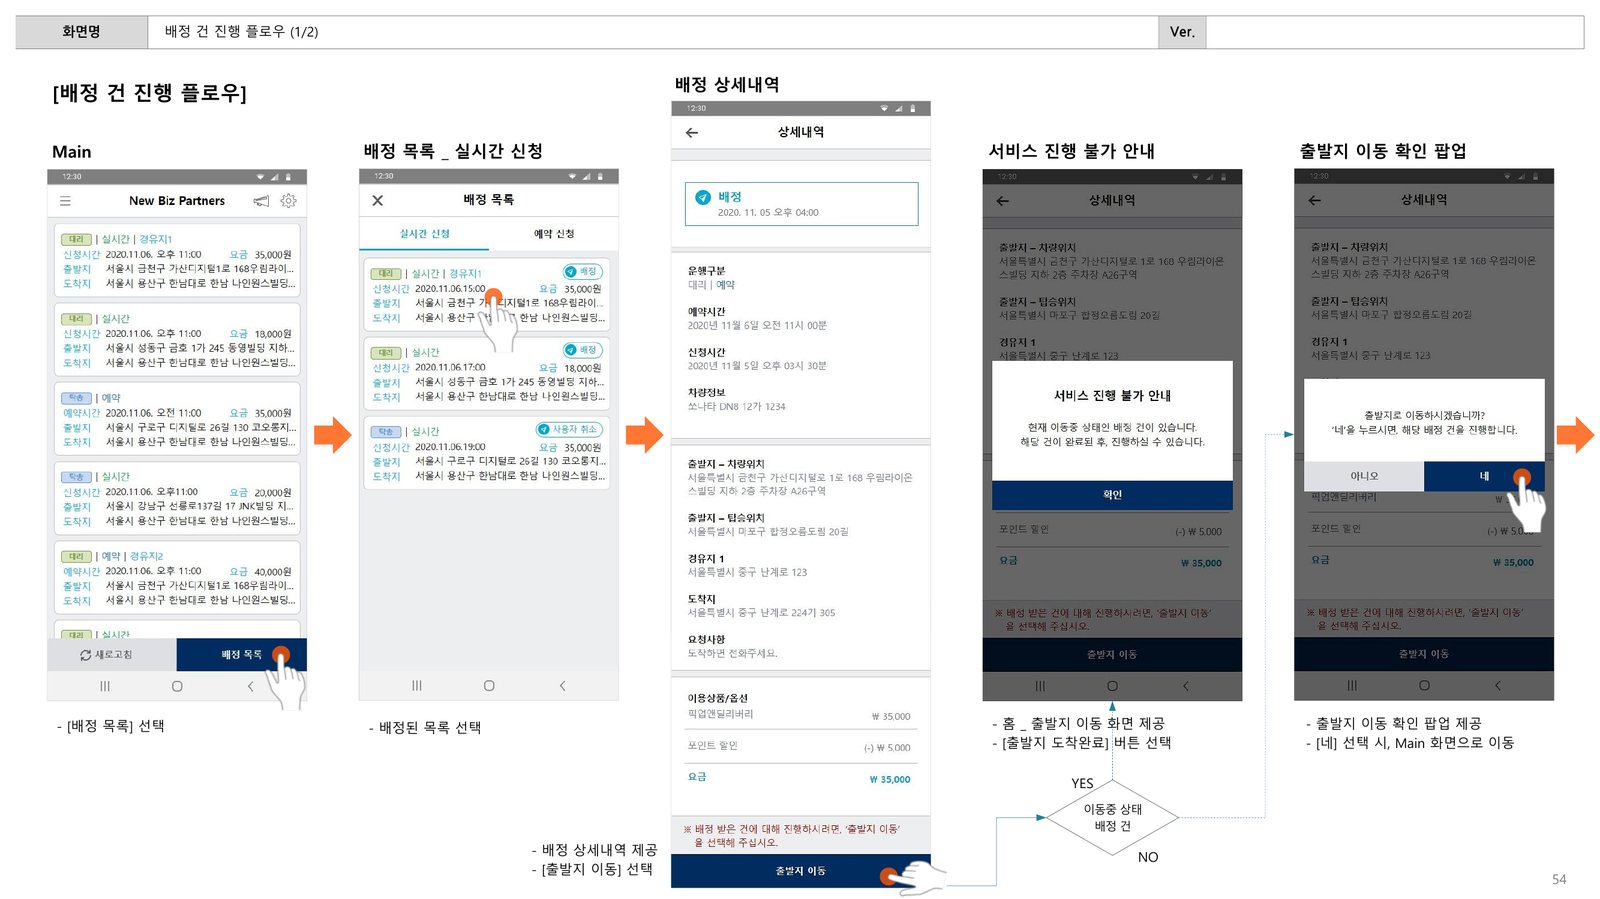 화면명
배정 건 진행 플로우 (1/2)
Ver.
[배정 건 진행 플로우]
Main
12:30
New Biz Partners
대리 | 실시간 | 경유지1
신청시간 2020.11.06. 오후 11:00 요금 35,000원
출발지 서울시 금천구 가산디지털1로 168우림라이...
도착지 서울시 용산구 한남대로 한남 나인원스빌딩...
대리 | 실시간
신청시간 2020.11.06. 오후 11:00 요금 18,000원
출발지 서울시 성동구 금호 1가 245 동영빌딩 지하...
도착지 서울시 용산구 한남대로 한남 나인원스빌딩...
탁송 | 예약
예약시간 2020.11.06. 오전 11:00 요금 35,000원
출발지 서울시 구로구 디지털로 26길 130 코오롱지...
도착지 서울시 용산구 한남대로 한남 나인원스빌딩...
탁송 | 실시간
신청시간 2020.11.06. 오후11:00 요금 20,000원
출발지 서울시 강남구 선릉로137길 17 JNK빌딩 지...
도착지 서울시 용산구 한남대로 한남 나인원스빌딩...
대리 | 예약 | 경유지2
예약시간 2020.11.06. 오후 11:00 요금 40,000원
출발지 서울시 금천구 가산디지털1로 168우림라이...
도착지 서울시 용산구 한남대로 한남 나인원스빌딩...
대리 | 실시간
새로고침
배정 목록
- [배정 목록] 선택
배정 목록 _ 실시간 신청
12:30
배정 목록
실시간 신청
예약 신청
대리 | 실시간 | 경유지1 배정
신청시간 2020.11.06.15:00 요금 35,000원
출발지 서울시 금천구 가산디지털1로 168우림라이...
도착지 서울시 용산구 한남대로 한남 나인원스빌딩...
대리 | 실시간 배정
신청시간 2020.11.06.17:00 요금 18,000원
출발지 서울시 성동구 금호 1가 245 동영빌딩 지하...
도착지 서울시 용산구 한남대로 한남 나인원스빌딩...
탁송 | 실시간 사용자 취소
신청시간 2020.11.06.19:00 요금 35,000원
출발지 서울시 구로구 디지털로 26길 130 코오롱지...
도착지 서울시 용산구 한남대로 한남 나인원스빌딩...
- 배정된 목록 선택
배정 상세내역
12:30
상세내역
배정
2020. 11. 05 오후 04:00
운행구분
대리 | 예약
예약시간
2020년 11월 6일 오전 11시 00분
신청시간
2020년 11월 5일 오후 03시 30분
차량정보
쏘나타 DN8 12가 1234
출발지 – 차량위치
서울특별시 금천구 가산디지털로 1로 168 우림라이온
스빌딩 지하 2층 주차장 A26구역
출발지 – 탑승위치
서울특별시 마포구 합정오름도림 20길
경유지 1
서울특별시 중구 난계로 123
도착지
서울특별시 중구 난계로 224기 305
요청사항
도착하면 전화주세요.
이용상품/옵션
픽업앤딜리버리 ₩ 35,000
포인트 할인 (-) ₩ 5,000
요금 ₩ 35,000
※ 배정 받은 건에 대해 진행하시려면, '출발지 이동'
을 선택해 주십시오.
출발지 이동
- 배정 상세내역 제공
- [출발지 이동] 선택
서비스 진행 불가 안내
12:30
상세내역
출발지 – 차량위치
서울특별시 금천구 가산디지털로 1로 168 우림라이온
스빌딩 지하 2층 주차장 A26구역
출발지 – 탑승위치
서울특별시 마포구 합정오름도림 20길
경유지 1
서울특별시 중구 난계로 123
서비스 진행 불가 안내
현재 이동중 상태인 배정 건이 있습니다.
해당 건이 완료된 후, 진행하실 수 있습니다.
확인
포인트 할인 (-) ₩ 5,000
요금 ₩ 35,000
※ 배정 받은 건에 대해 진행하시려면, '출발지 이동'
을 선택해 주십시오.
출발지 이동
- 홈 _ 출발지 이동 화면 제공
- [출발지 도착완료] 버튼 선택
YES
이동중 상태
배정 건
NO
출발지 이동 확인 팝업
12:30
상세내역
출발지 – 차량위치
서울특별시 금천구 가산디지털로 1로 168 우림라이온
스빌딩 지하 2층 주차장 A26구역
출발지 – 탑승위치
서울특별시 마포구 합정오름도림 20길
경유지 1
서울특별시 중구 난계로 123
출발지로 이동하시겠습니까?
'네'을 누르시면, 해당 배정 건을 진행합니다.
아니오
네
픽업앤딜리버리
포인트 할인 (-) ₩ 5,000
요금 ₩ 35,000
※ 배정 받은 건에 대해 진행하시려면, '출발지 이동'
을 선택해 주십시오.
출발지 이동
- 출발지 이동 확인 팝업 제공
- [네] 선택 시, Main 화면으로 이동
54